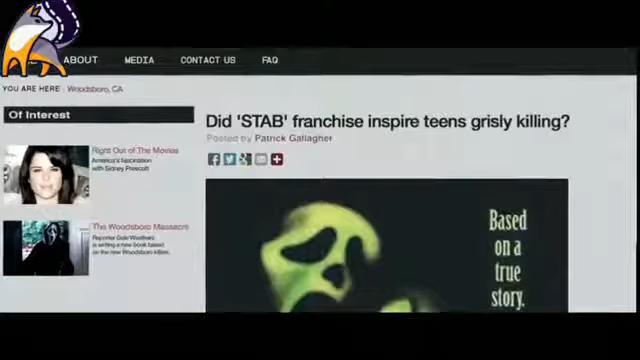 ABOUT
MEDIA
CONTACT US
FAQ
YOU ARE HERE : Woodsboro, CA
Of Interest
Did 'STAB' franchise inspire teens grisly killing?
Posted by Patrick Gallagher
Right Out of The Movies
America's fascination
with Sidney Prescott
The Woodsboro Massacre
Reporter Gale Weathers
is writing a new book based
on the new Woodsboro killers.
Based
on a
true
story.